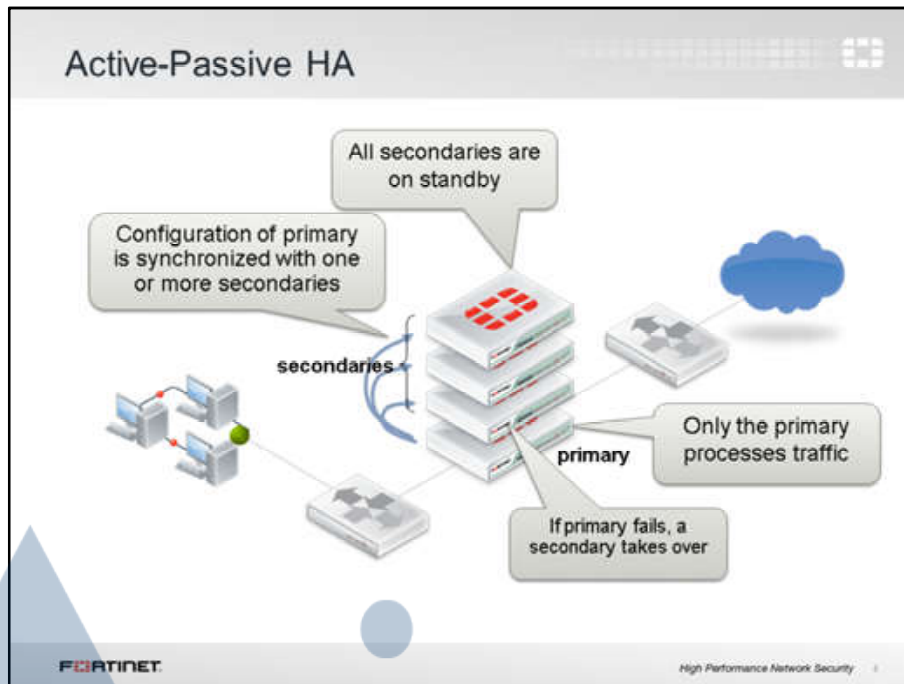 Active-Passive HA
All secondaries are
on standby
Configuration of primary
is synchronized with one
or more secondaries
secondaries
primary
Only the primary
processes traffic
If primary fails, a
secondary takes over
FORTINET
High Performance Network Security